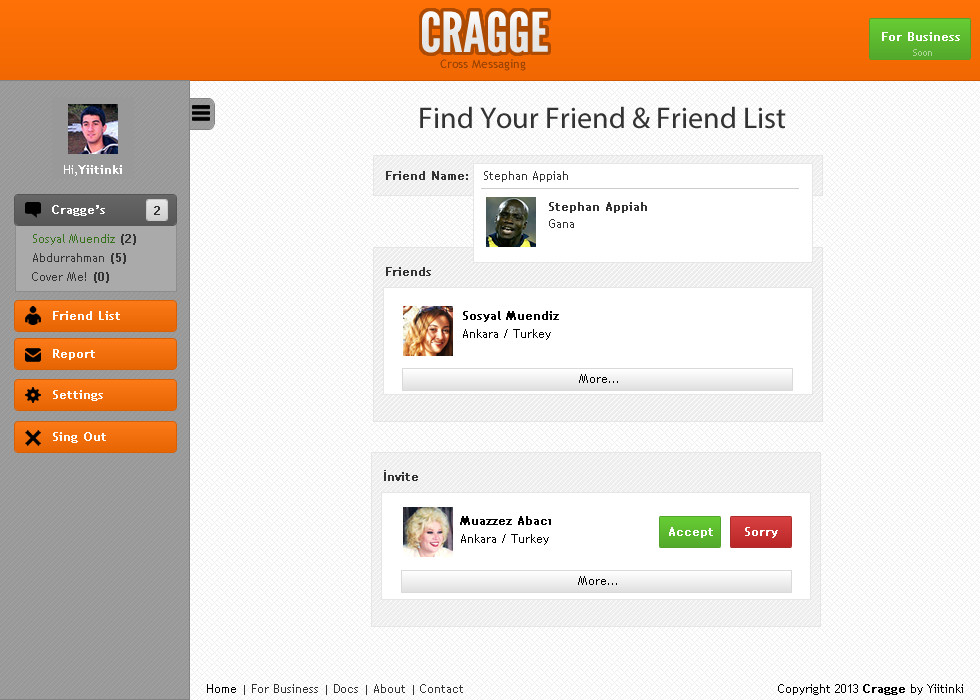 CRAGGE
Cross Messaging
For Business
Soon
Hi,Yiitinki
Cragge's 2
Sosyal Muendiz (2)
Abdurrahman (5)
Cover Me! (0)
Friend List
Report
Settings
Sing Out
Find Your Friend & Friend List
Friend Name: Stephan Appiah
Stephan Appiah
Gana
Friends
Sosyal Muendiz
Ankara / Turkey
More...
İnvite
Muazzez Abacı
Ankara / Turkey
Accept Sorry
More...
Home | For Business | Docs | About | Contact
Copyright 2013 Cragge by Yiitinki